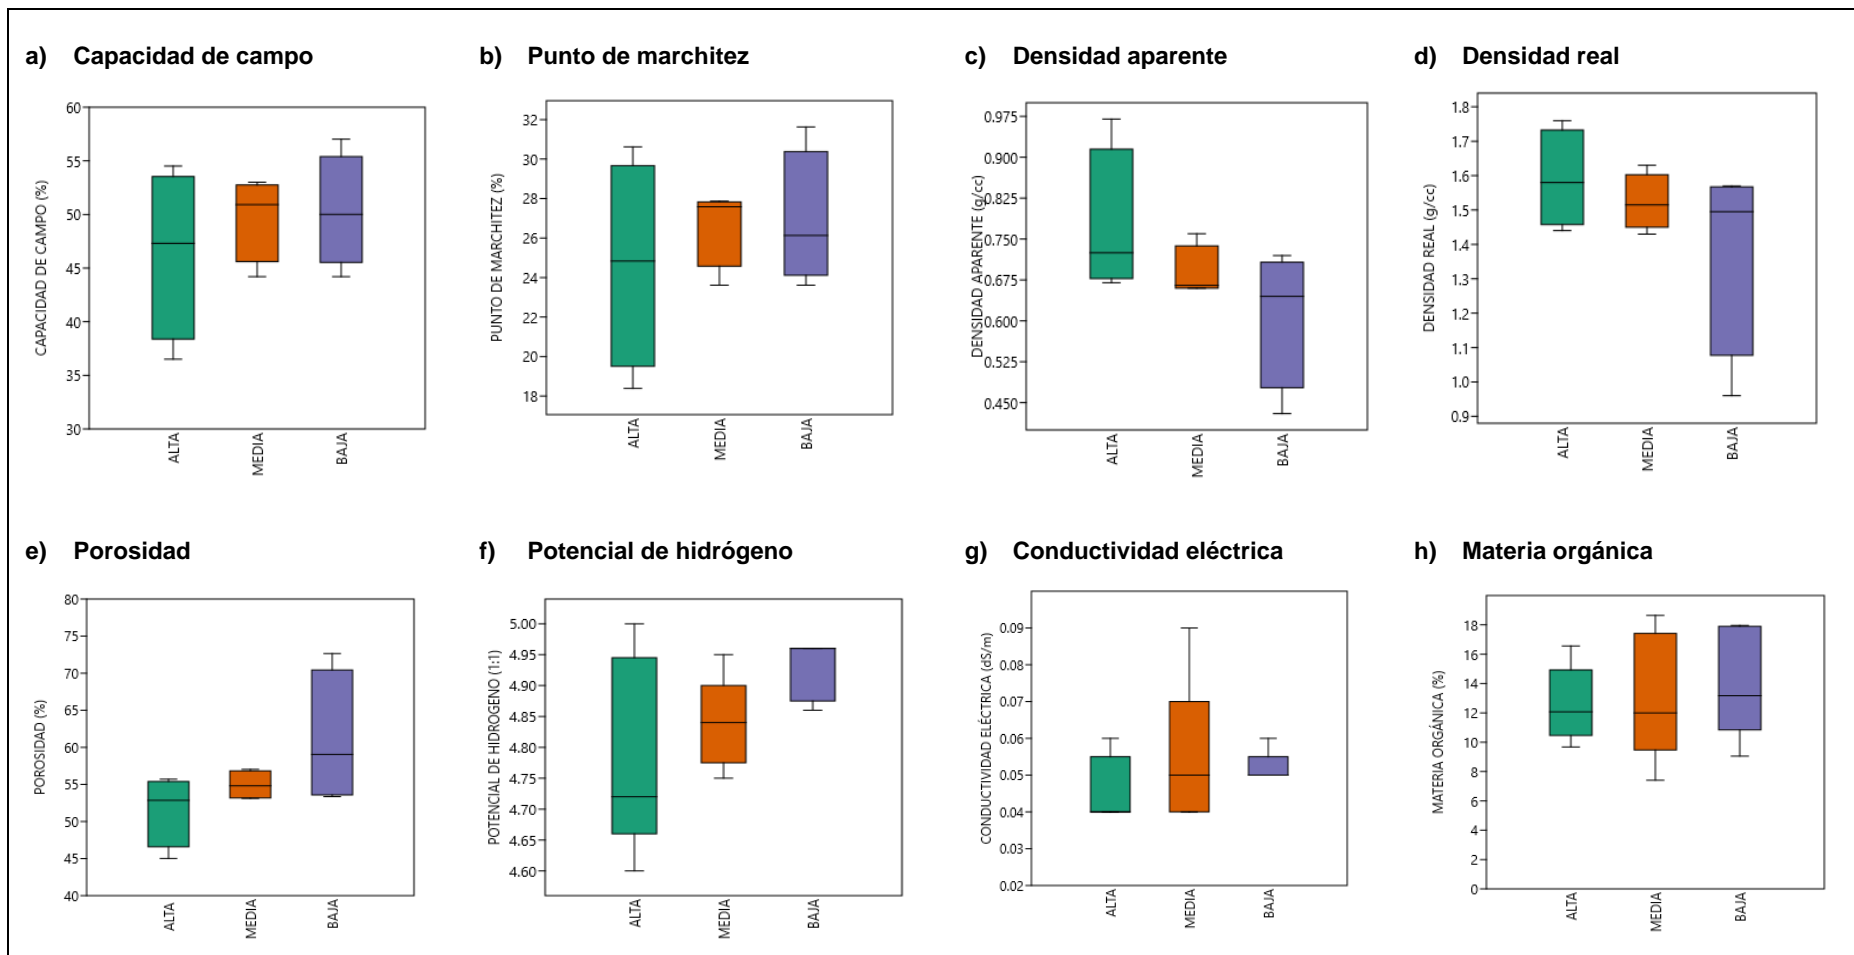 a) Capacidad de campo
CAPACIDAD DE CAMPO (%)
60
55
50
45
40
35
30
ALTA
MEDIA
BAJA
b) Punto de marchitez
PUNTO DE MARCHITEZ (%)
32
30
28
26
24
22
20
18
ALTA
MEDIA
BAJA
c) Densidad aparente
DENSIDAD APARENTE (g/cc)
0.975
0.900
0.825
0.750
0.675
0.600
0.525
0.450
ALTA
MEDIA
BAJA
d) Densidad real
DENSIDAD REAL (g/cc)
1.8
1.7
1.6
1.5
1.4
1.3
1.2
1.1
1.0
0.9
ALTA
MEDIA
BAJA
e) Porosidad
POROSIDAD (%)
80
75
70
65
60
55
50
45
40
ALTA
MEDIA
BAJA
f) Potencial de hidrógeno
POTENCIAL DE HIDROGENO (1:1)
5.00
4.95
4.90
4.85
4.80
4.75
4.70
4.65
4.60
ALTA
MEDIA
BAJA
g) Conductividad eléctrica
CONDUCTIVIDAD ELÉCTRICA (dS/m)
0.09
0.08
0.07
0.06
0.05
0.04
0.03
0.02
ALTA
MEDIA
BAJA
h) Materia orgánica
MATERIA ORGÁNICA (%)
18
16
14
12
10
8
6
4
2
0
ALTA
MEDIA
BAJA